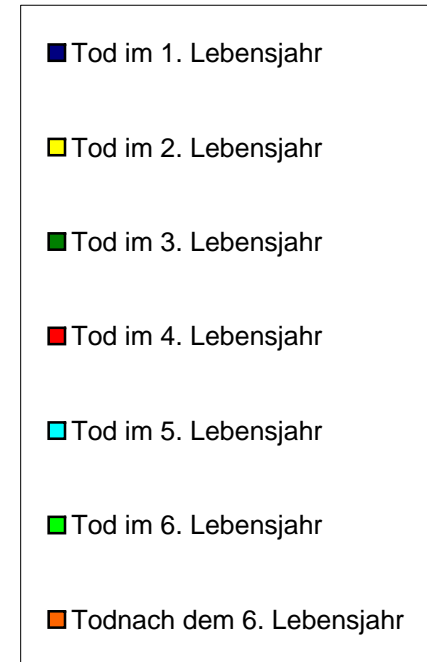 Tod im 1. Lebensjahr
Tod im 2. Lebensjahr
Tod im 3. Lebensjahr
Tod im 4. Lebensjahr
Tod im 5. Lebensjahr
Tod im 6. Lebensjahr
Todnach dem 6. Lebensjahr